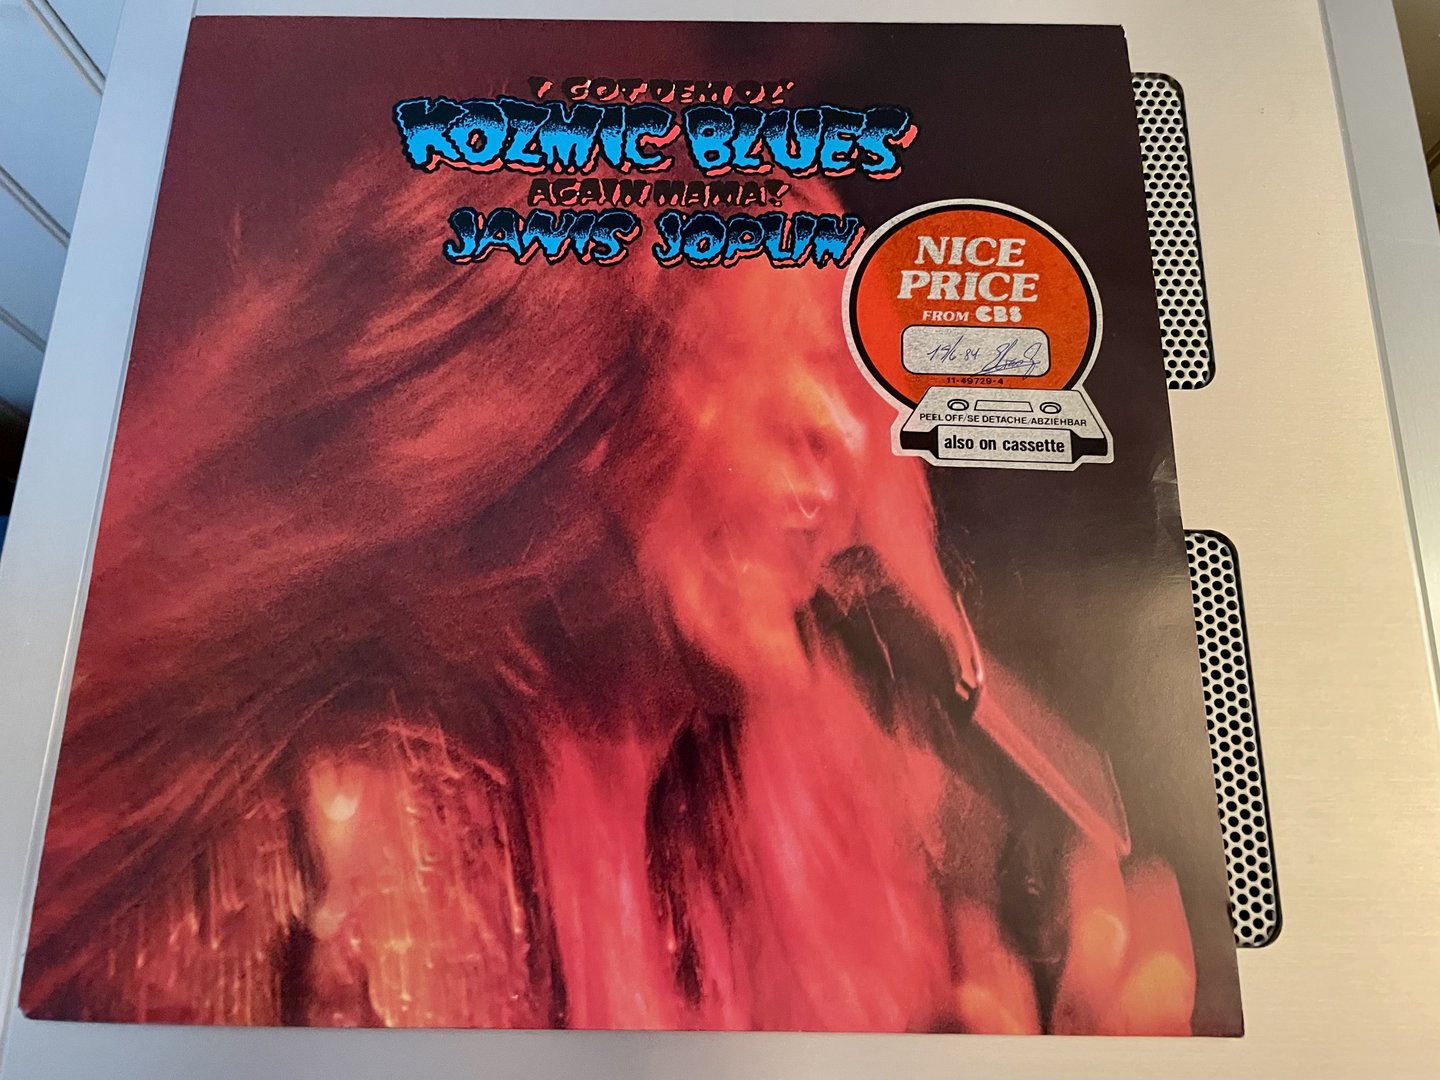 I GOT DEM OL'
KOZMIC BLUES
AGAIN MAMA!
JANIS JOPLIN
NICE
PRICE
FROM CBS
19/6-84
11-49729-4
PEEL OFF/SE DETACHE/ABZIEHBAR
also on cassette